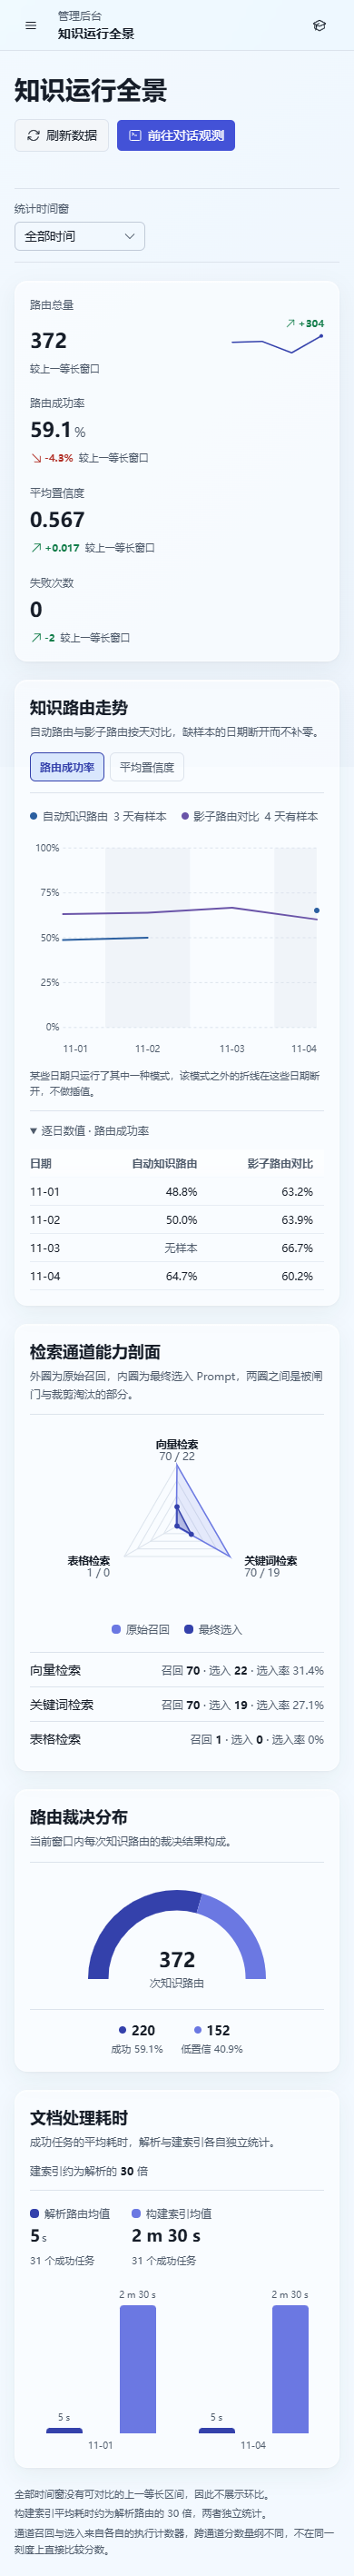 管理后台
知识运行全景
知识运行全景
刷新数据
前往对话观测
统计时间窗
全部时间
路由总量
+304
372
较上一等长窗口
路由成功率
59.1 %
-4.3% 较上一等长窗口
平均置信度
0.567
+0.017 较上一等长窗口
失败次数
0
-2 较上一等长窗口
知识路由走势
自动路由与影子路由按天对比，缺样本的日期断开而不补零。
路由成功率
平均置信度
自动知识路由 3 天有样本
影子路由对比 4 天有样本
100%
75%
50%
25%
0%
11-01
11-02
11-03
11-04
某些日期只运行了其中一种模式，该模式之外的折线在这些日期断
开，不做插值。
▼ 逐日数值 · 路由成功率
日期 自动知识路由 影子路由对比
11-01 48.8% 63.2%
11-02 50.0% 63.9%
11-03 无样本 66.7%
11-04 64.7% 60.2%
检索通道能力剖面
外圈为原始召回，内圈为最终选入 Prompt，两圈之间是被闸
门与裁剪淘汰的部分。
向量检索
70 / 22
表格检索
1 / 0
关键词检索
70 / 19
原始召回
最终选入
向量检索 召回 70 · 选入 22 · 选入率 31.4%
关键词检索 召回 70 · 选入 19 · 选入率 27.1%
表格检索 召回 1 · 选入 0 · 选入率 0%
路由裁决分布
当前窗口内每次知识路由的裁决结果构成。
372
次知识路由
220
成功 59.1%
152
低置信 40.9%
文档处理耗时
成功任务的平均耗时，解析与建索引各自独立统计。
建索引约为解析的 30 倍
解析路由均值
5 s
31 个成功任务
构建索引均值
2 m 30 s
31 个成功任务
2 m 30 s
2 m 30 s
5 s
5 s
11-01
11-04
全部时间窗没有可对比的上一等长区间，因此不展示环比。
构建索引平均耗时约为解析路由的 30 倍，两者独立统计。
通道召回与选入来自各自的执行计数器，跨通道分数量纲不同，不在同一
刻度上直接比较分数。